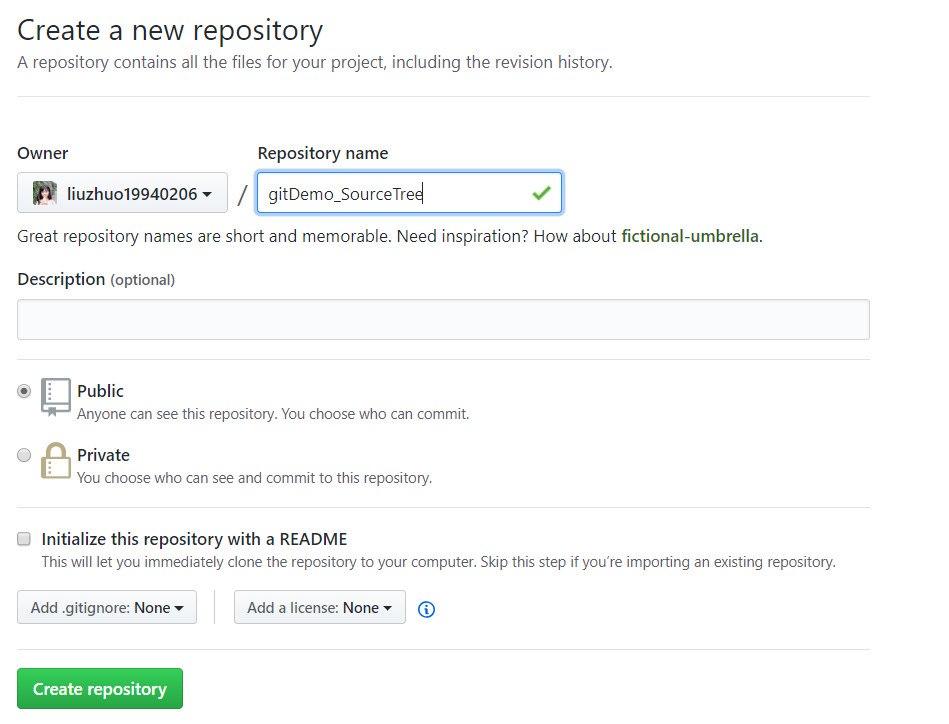 Create a new repository
A repository contains all the files for your project, including the revision history.
Owner
Repository name
liuzhuo19940206 / gitDemo_SourceTree
Great repository names are short and memorable. Need inspiration? How about fictional-umbrella.
Description (optional)
Public
Anyone can see this repository. You choose who can commit.
Private
You choose who can see and commit to this repository.
Initialize this repository with a README
This will let you immediately clone the repository to your computer. Skip this step if you’re importing an existing repository.
Add .gitignore: None Add a license: None
Create repository